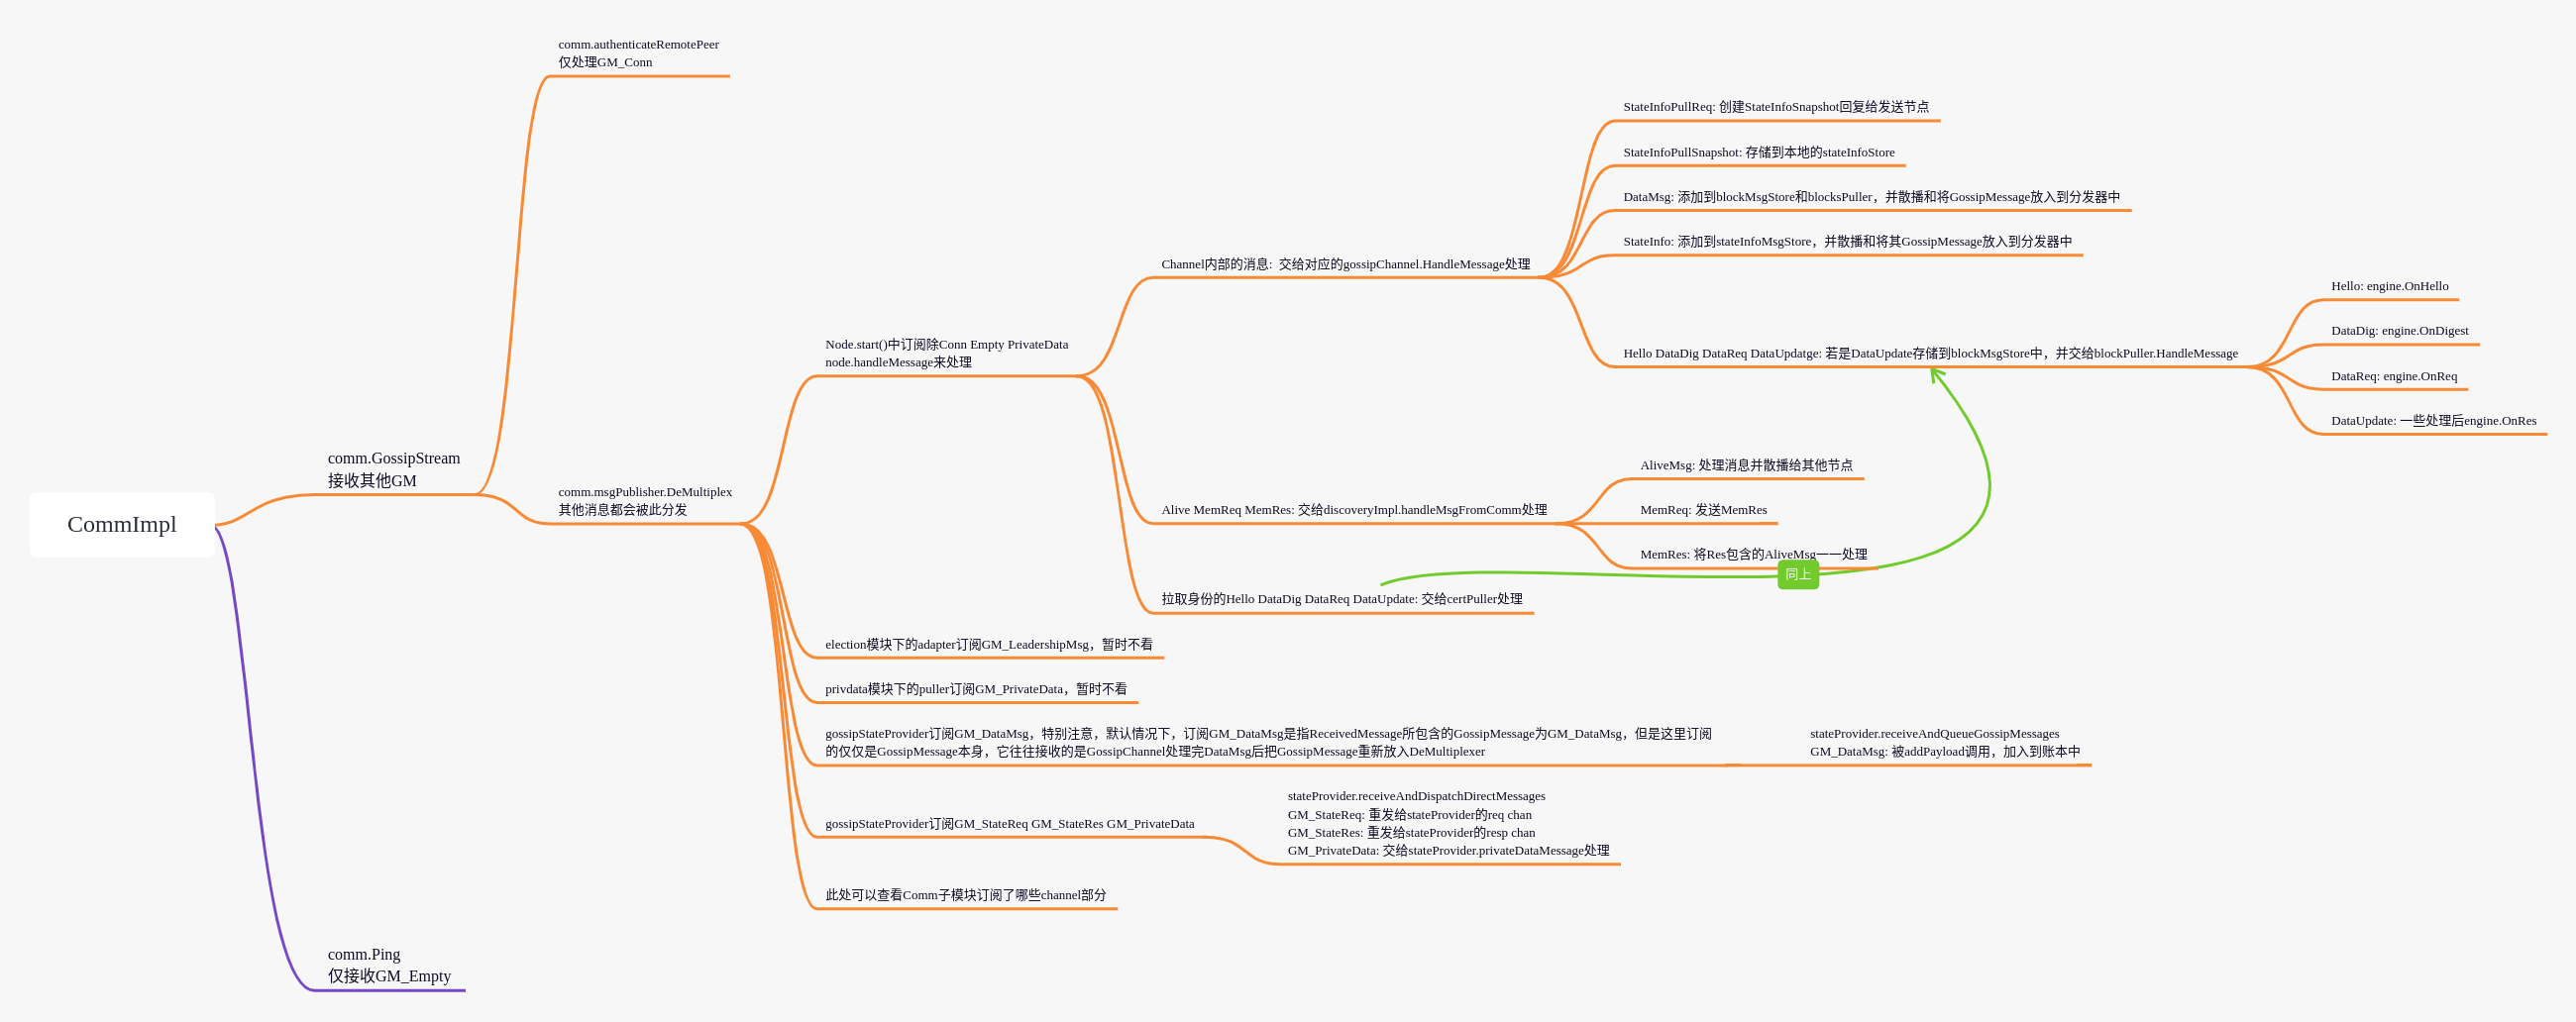 CommImpl
comm.GossipStream
接收其他GM
comm.authenticateRemotePeer
仅处理GM_Conn
comm.msgPublisher.DeMultiplex
其他消息都会被此分发
Node.start()中订阅除Conn Empty PrivateData
node.handleMessage来处理
Channel内部的消息: 交给对应的gossipChannel.HandleMessage处理
StateInfoPullReq: 创建StateInfoSnapshot回复给发送节点
StateInfoPullSnapshot: 存储到本地的stateInfoStore
DataMsg: 添加到blockMsgStore和blocksPuller，并散播和将GossipMessage放入到分发器中
StateInfo: 添加到stateInfoMsgStore，并散播和将其GossipMessage放入到分发器中
Hello DataDig DataReq DataUpdatge: 若是DataUpdate存储到blockMsgStore中，并交给blockPuller.HandleMessage
Hello: engine.OnHello
DataDig: engine.OnDigest
DataReq: engine.OnReq
DataUpdate: 一些处理后engine.OnRes
Alive MemReq MemRes: 交给discoveryImpl.handleMsgFromComm处理
AliveMsg: 处理消息并散播给其他节点
MemReq: 发送MemRes
MemRes: 将Res包含的AliveMsg一一处理
同上
拉取身份的Hello DataDig DataReq DataUpdate: 交给certPuller处理
election模块下的adapter订阅GM_LeadershipMsg，暂时不看
privdata模块下的puller订阅GM_PrivateData，暂时不看
gossipStateProvider订阅GM_DataMsg，特别注意，默认情况下，订阅GM_DataMsg是指ReceivedMessage所包含的GossipMessage为GM_DataMsg，但是这里订阅
的仅仅是GossipMessage本身，它往往接收的是GossipChannel处理完DataMsg后把GossipMessage重新放入DeMultiplexer
stateProvider.receiveAndQueueGossipMessages
GM_DataMsg: 被addPayload调用，加入到账本中
gossipStateProvider订阅GM_StateReq GM_StateRes GM_PrivateData
stateProvider.receiveAndDispatchDirectMessages
GM_StateReq: 重发给stateProvider的req chan
GM_StateRes: 重发给stateProvider的resp chan
GM_PrivateData: 交给stateProvider.privateDataMessage处理
此处可以查看Comm子模块订阅了哪些channel部分
comm.Ping
仅接收GM_Empty